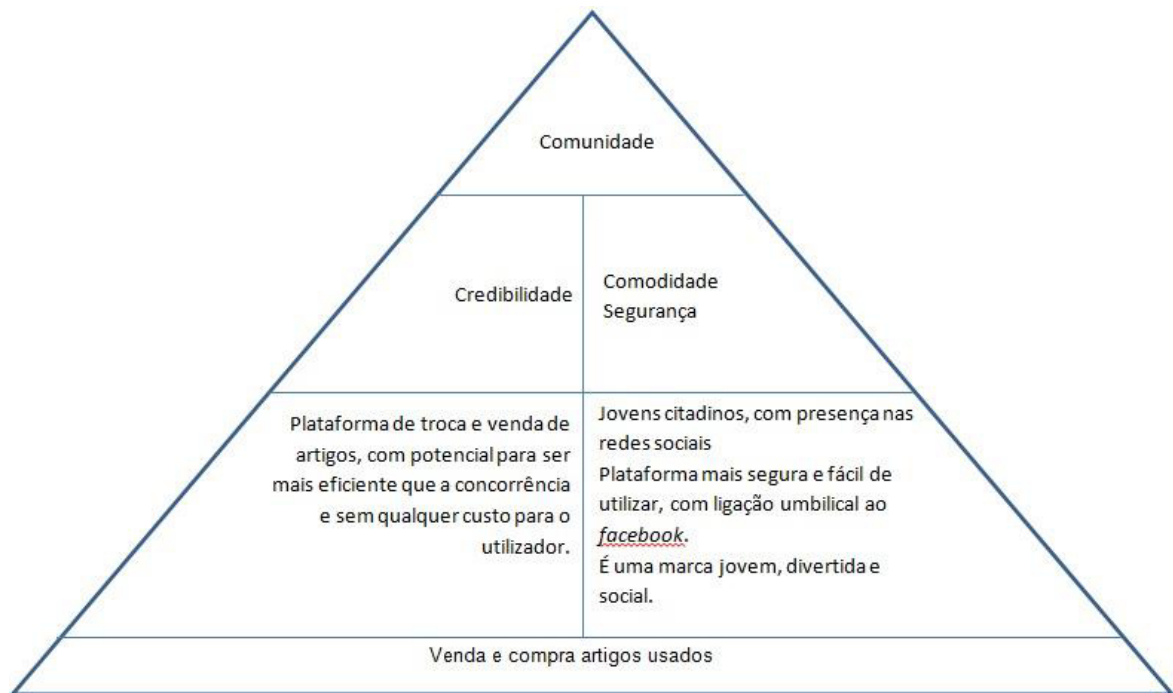 Comunidade
Credibilidade
Comodidade
Segurança
Plataforma de troca e venda de
artigos, com potencial para ser
mais eficiente que a concorrência
e sem qualquer custo para o
utilizador.
Jovens citadinos, com presença nas
redes sociais
Plataforma mais segura e fácil de
utilizar, com ligação umbilical ao
facebook.
É uma marca jovem, divertida e
social.
Venda e compra artigos usados